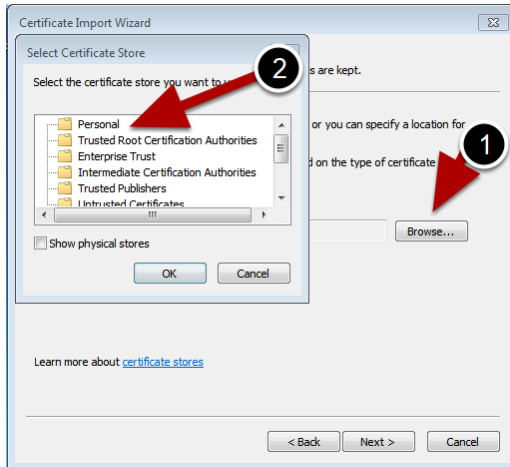 Certificate Import Wizard
Select Certificate Store
Select the certificate store you want to
2
s are kept.
Personal
Trusted Root Certification Authorities
Enterprise Trust
Intermediate Certification Authorities
Trusted Publishers
Untrusted Certificates
or you can specify a location for
1
d on the type of certificate
Browse...
Show physical stores
OK
Cancel
Learn more about certificate stores
< Back
Next >
Cancel